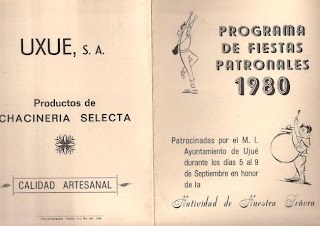 UXUE, S. A.
Productos de
CHACINERIA SELECTA
CALIDAD ARTESANAL
PROGRAMA
DE FIESTAS
PATRONALES
1980
Patrocinadas por el M. I.
Ayuntamiento de Ujué
durante los días 5 al 9
de Septiembre en honor
de la
Natividad de Nuestra Señora